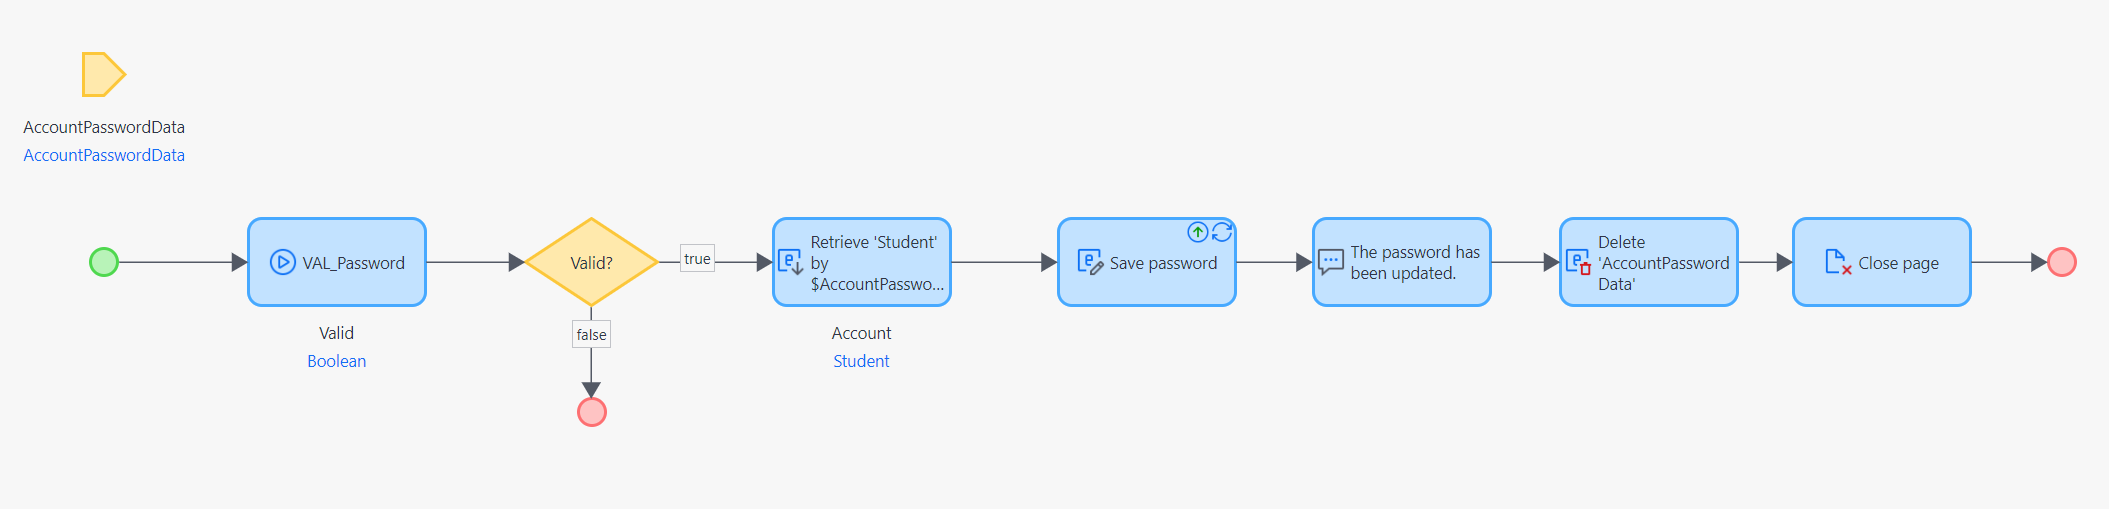 AccountPasswordData
AccountPasswordData
VAL_Password
Valid
Boolean
Valid?
true
false
Retrieve 'Student'
by
$AccountPasswo...
Account
Student
Save password
The password has
been updated.
Delete
'AccountPassword
Data'
Close page